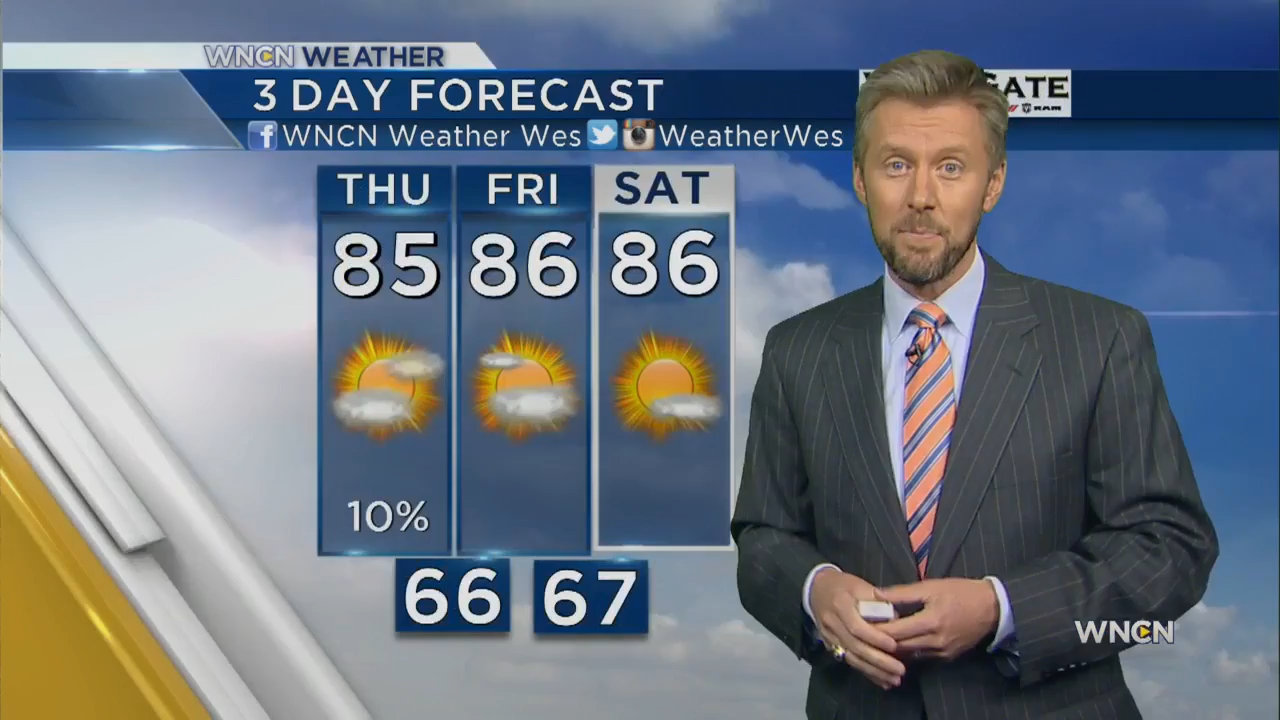 WNCN WEATHER
3 DAY FORECAST
WNCN Weather Wes WeatherWes
THU FRI SAT
85 86 86
10%
66 67
RAM
WNCN